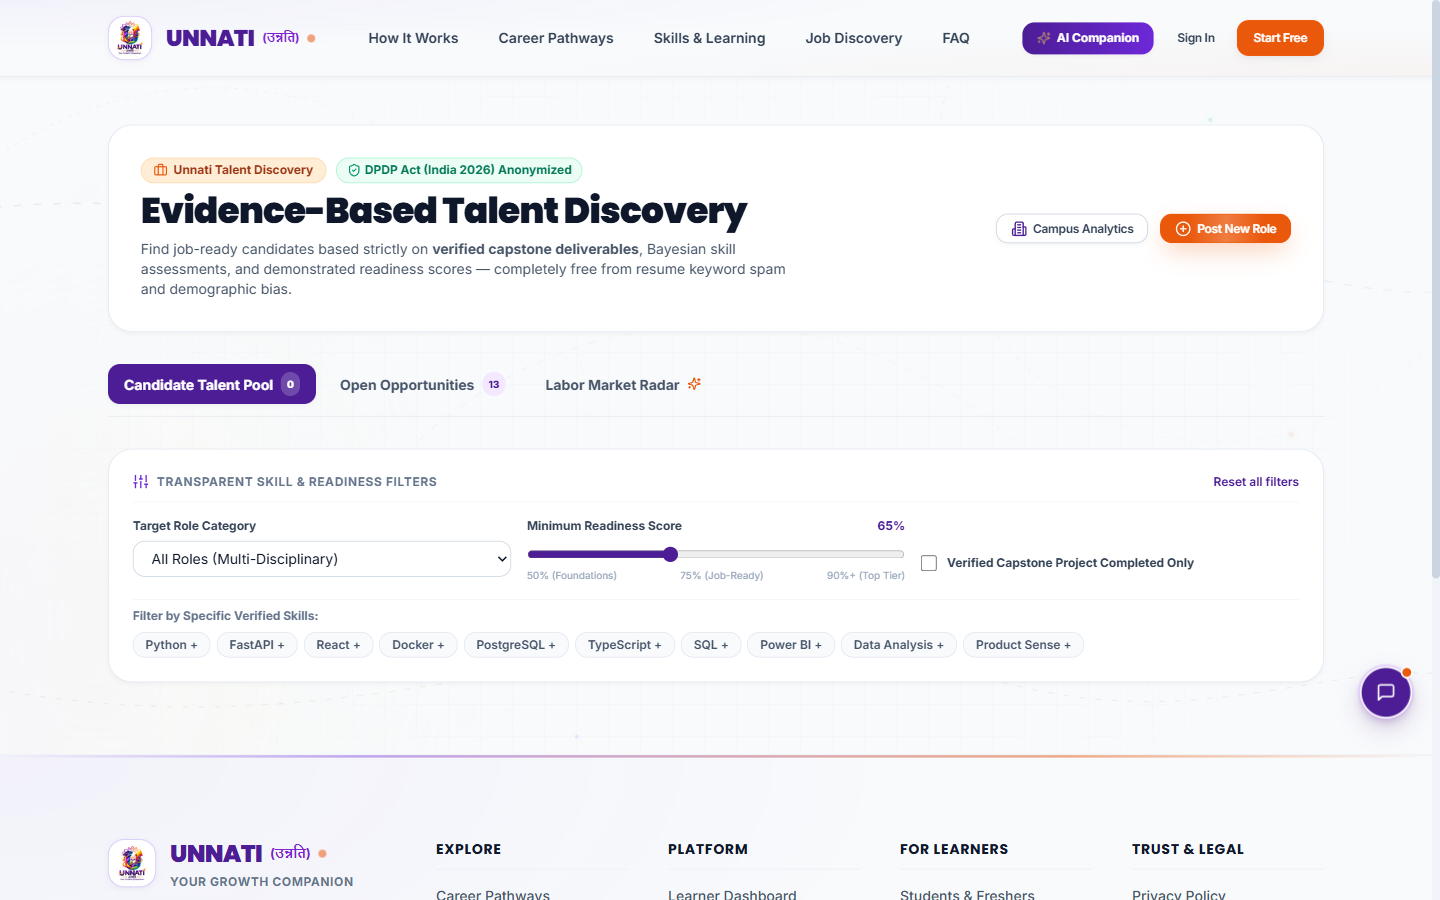 UNNATI (उन्नति)
How It Works
Career Pathways
Skills & Learning
Job Discovery
FAQ
AI Companion
Sign In
Start Free
Unnati Talent Discovery
DPDP Act (India 2026) Anonymized
Evidence-Based Talent Discovery
Find job-ready candidates based strictly on verified capstone deliverables, Bayesian skill
assessments, and demonstrated readiness scores — completely free from resume keyword spam
and demographic bias.
Campus Analytics
Post New Role
Candidate Talent Pool 0
Open Opportunities 13
Labor Market Radar
TRANSPARENT SKILL & READINESS FILTERS
Reset all filters
Target Role Category
All Roles (Multi-Disciplinary)
Minimum Readiness Score 65%
50% (Foundations) 75% (Job-Ready) 90%+ (Top Tier)
Verified Capstone Project Completed Only
Filter by Specific Verified Skills:
Python + FastAPI + React + Docker + PostgreSQL + TypeScript + SQL + Power BI + Data Analysis + Product Sense +
UNNATI (उन्नति)
YOUR GROWTH COMPANION
EXPLORE
Career Pathways
PLATFORM
Learner Dashboard
FOR LEARNERS
Students & Freshers
TRUST & LEGAL
Privacy Policy